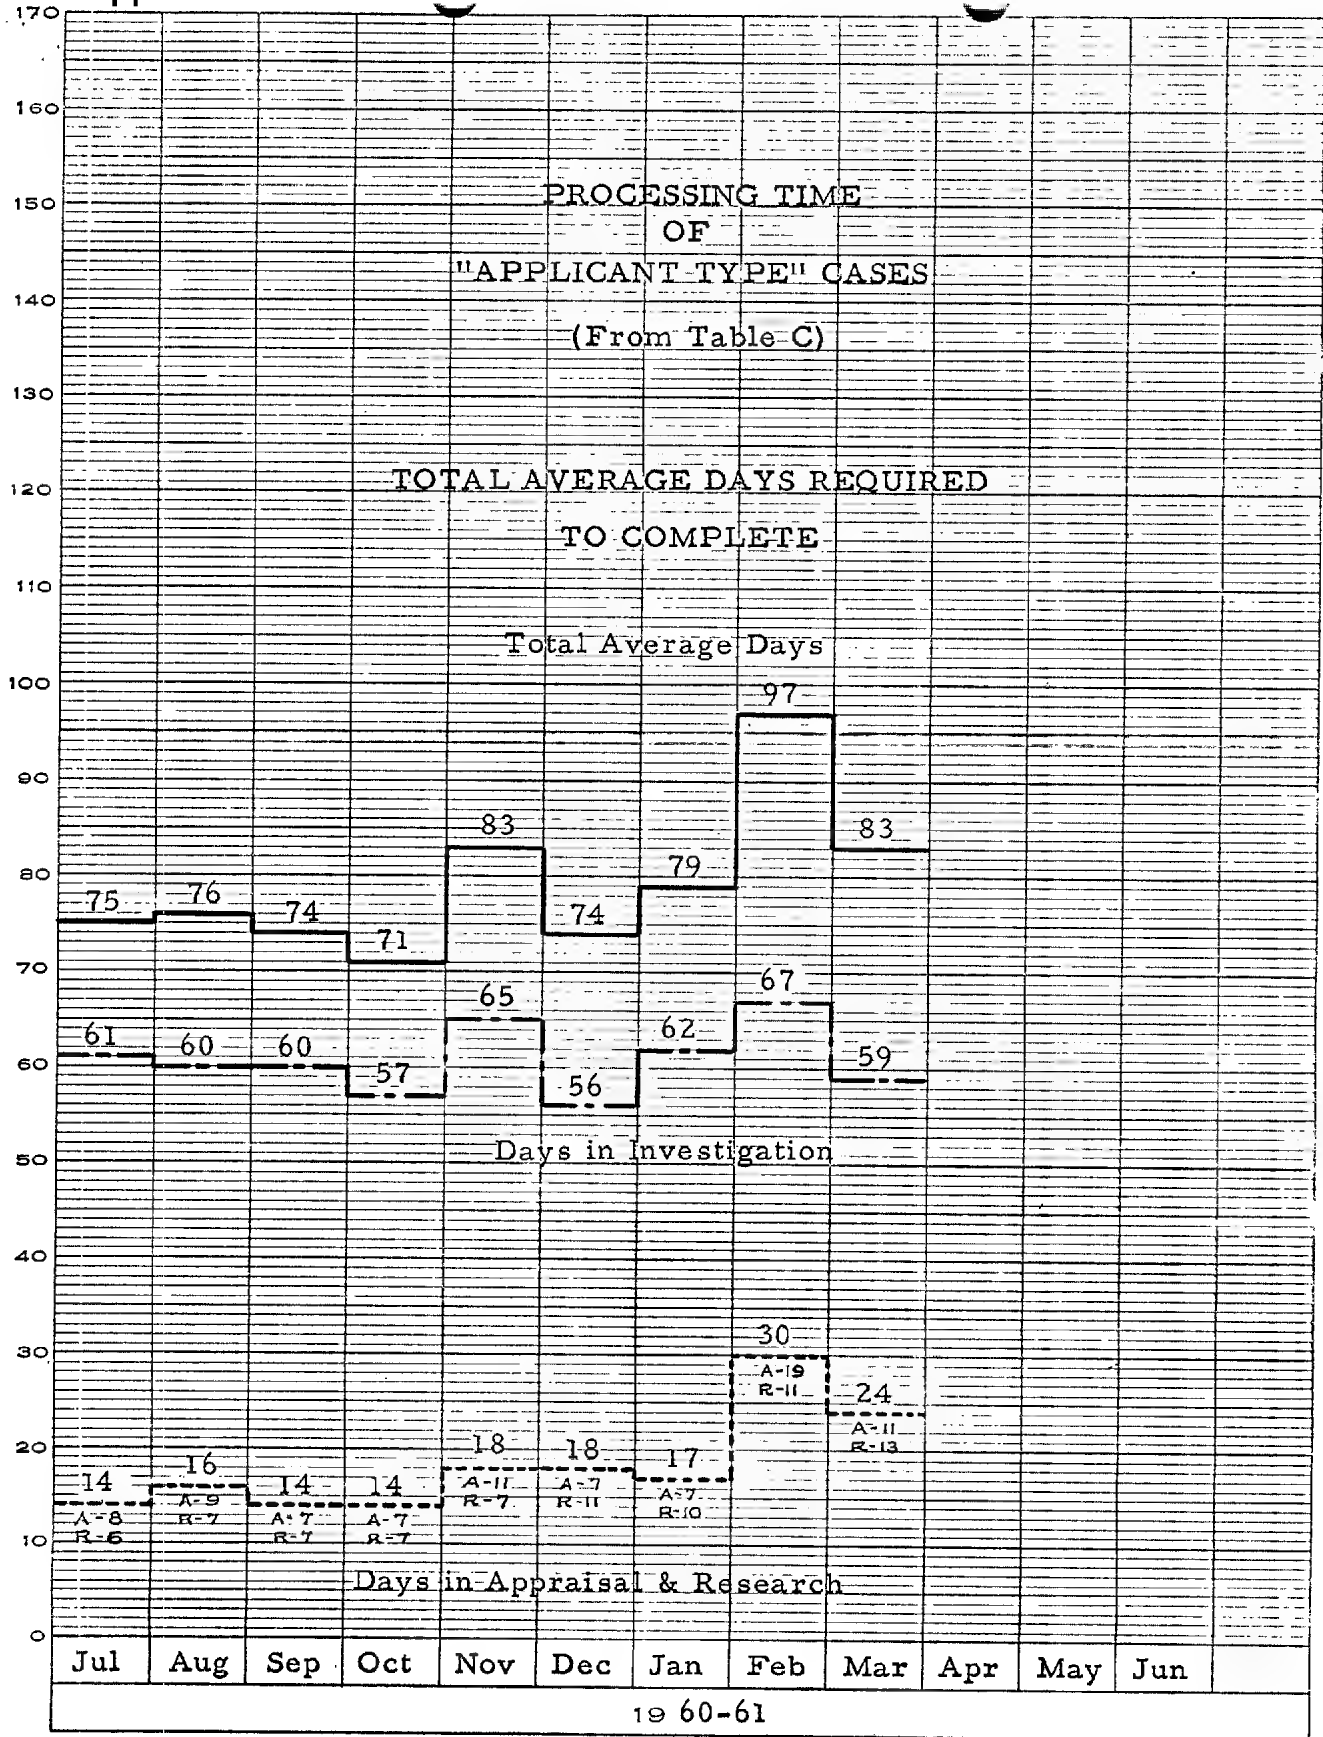 170
160
150
140
130
120
110
100
90
80
70
60
50
40
30
20
10
0
PROCESSING TIME
OF
"APPLICANT TYPE" CASES
(From Table C)
TOTAL AVERAGE DAYS REQUIRED
TO COMPLETE
Total Average Days
75 76 74 71 83 74 79 97 83
61 60 60 57 65 56 62 67 59
Days in Investigation
14 16 14 14 18 18 17 30 24
A-8 A-9 A-7 A-7 A-11 A-7 A-7 A-19 A-11
R-6 R-7 R-7 R-7 R-7 R-11 R-10 R-11 R-13
Days in Appraisal & Research
Jul Aug Sep Oct Nov Dec Jan Feb Mar Apr May Jun
19 60-61